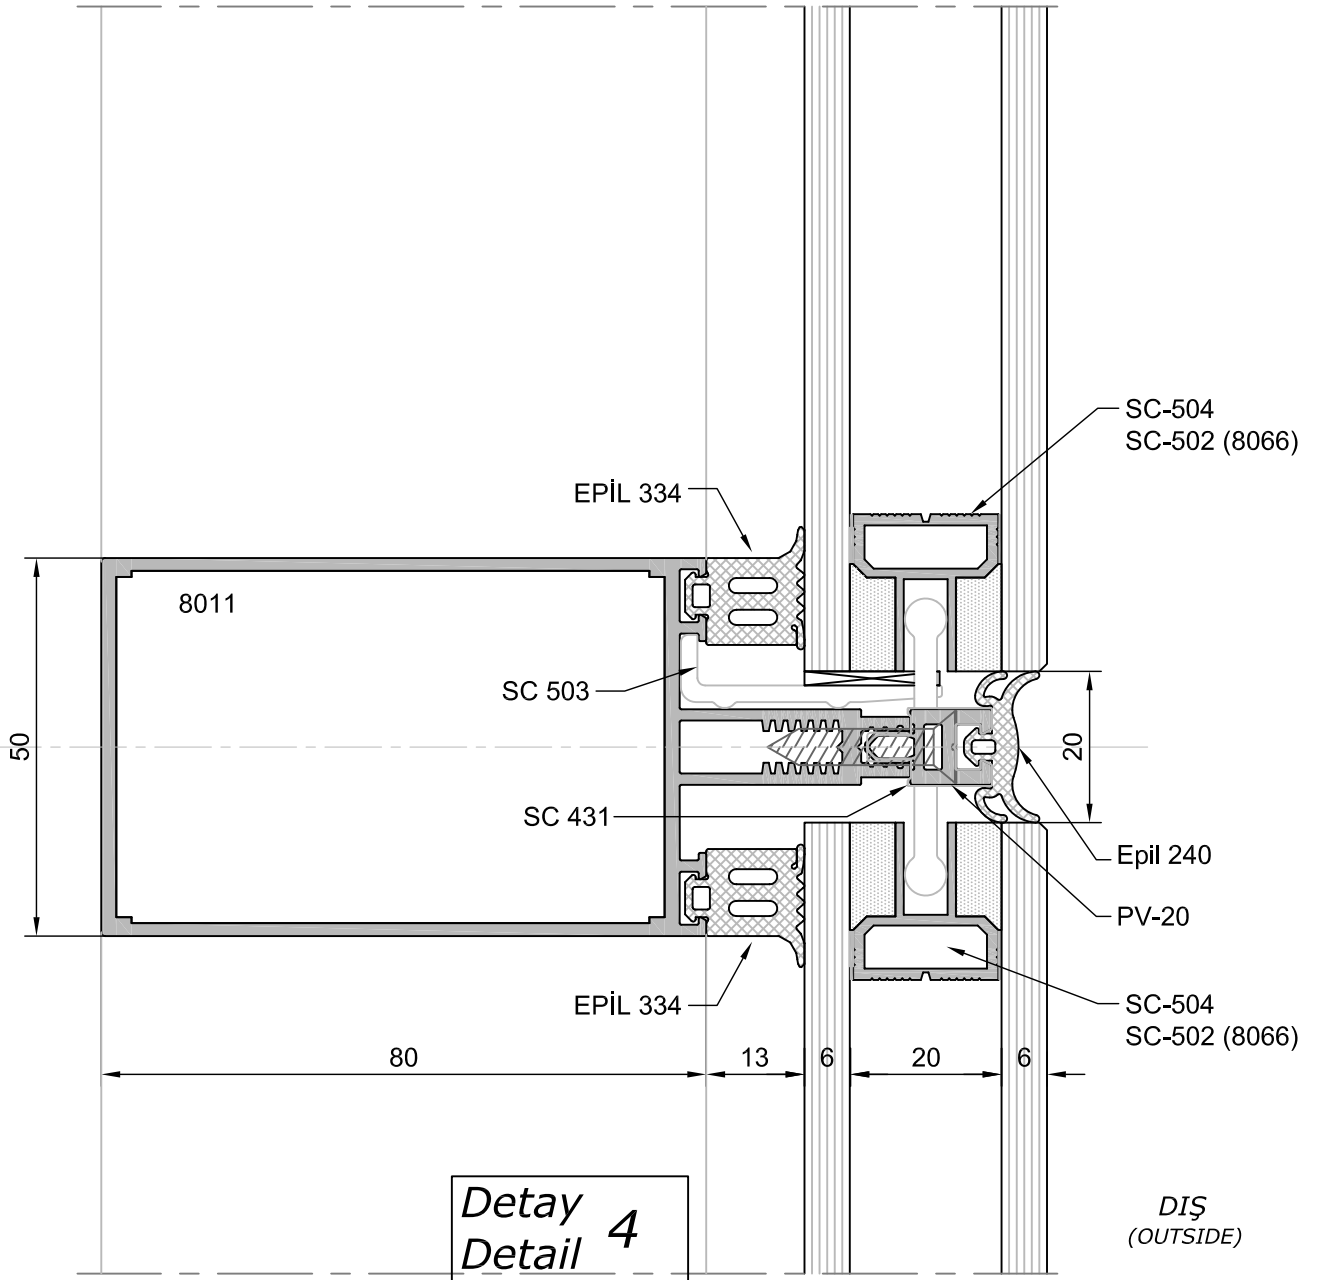 SC-504
SC-502 (8066)
EPİL 334
8011
SC 503
50
20
SC 431
Epil 240
PV-20
EPİL 334
SC-504
SC-502 (8066)
80
13
6
20
6
Detay
Detail
4
DIŞ
(OUTSIDE)